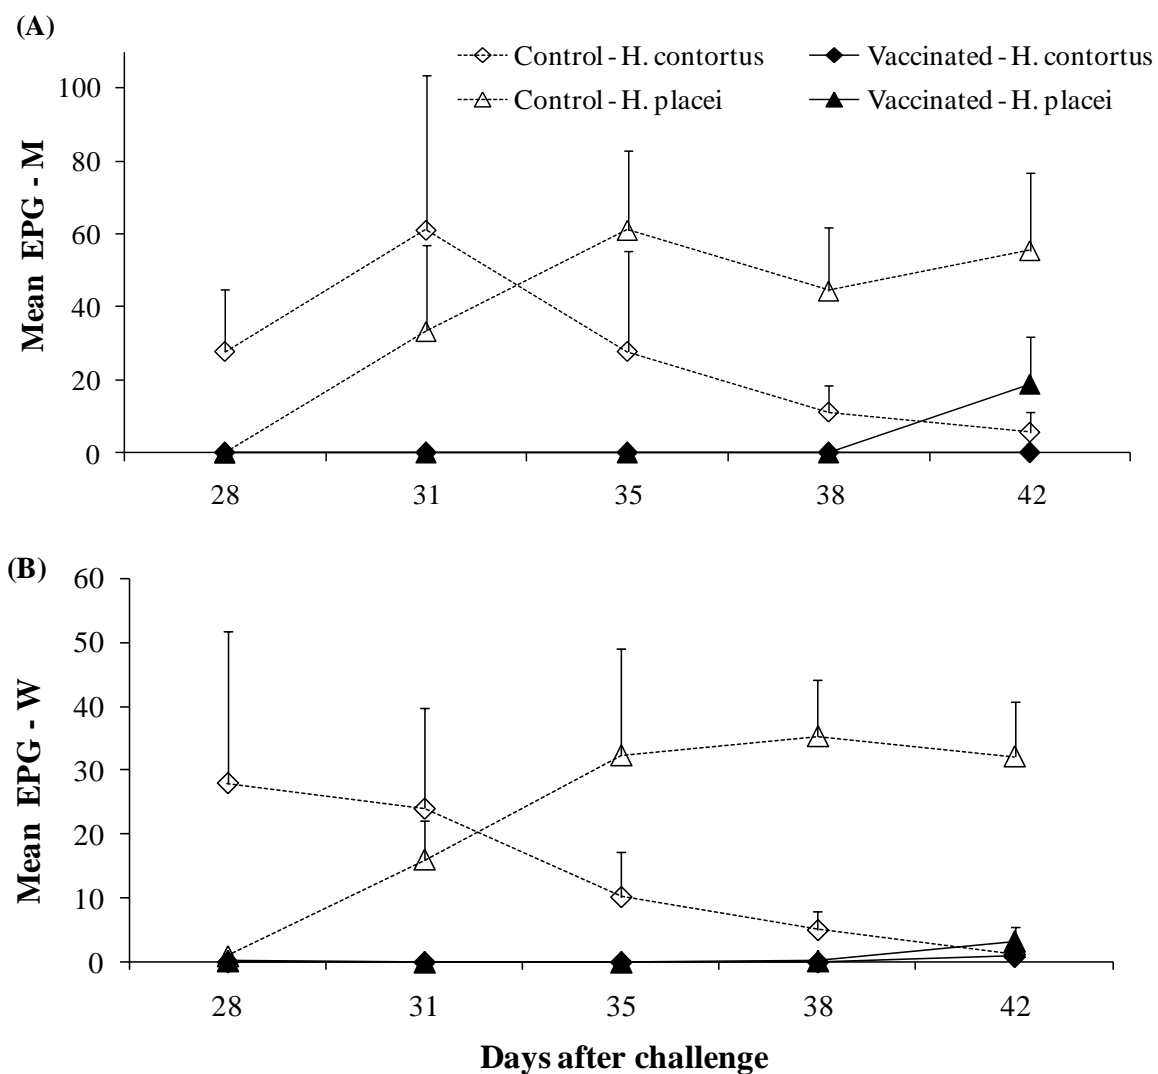 (A)
Control - H. contortus Vaccinated - H. contortus
Control - H. placei Vaccinated - H. placei
Mean EPG - M
100
80
60
40
20
0
28 31 35 38 42
(B)
Mean EPG - W
60
50
40
30
20
10
0
28 31 35 38 42
Days after challenge